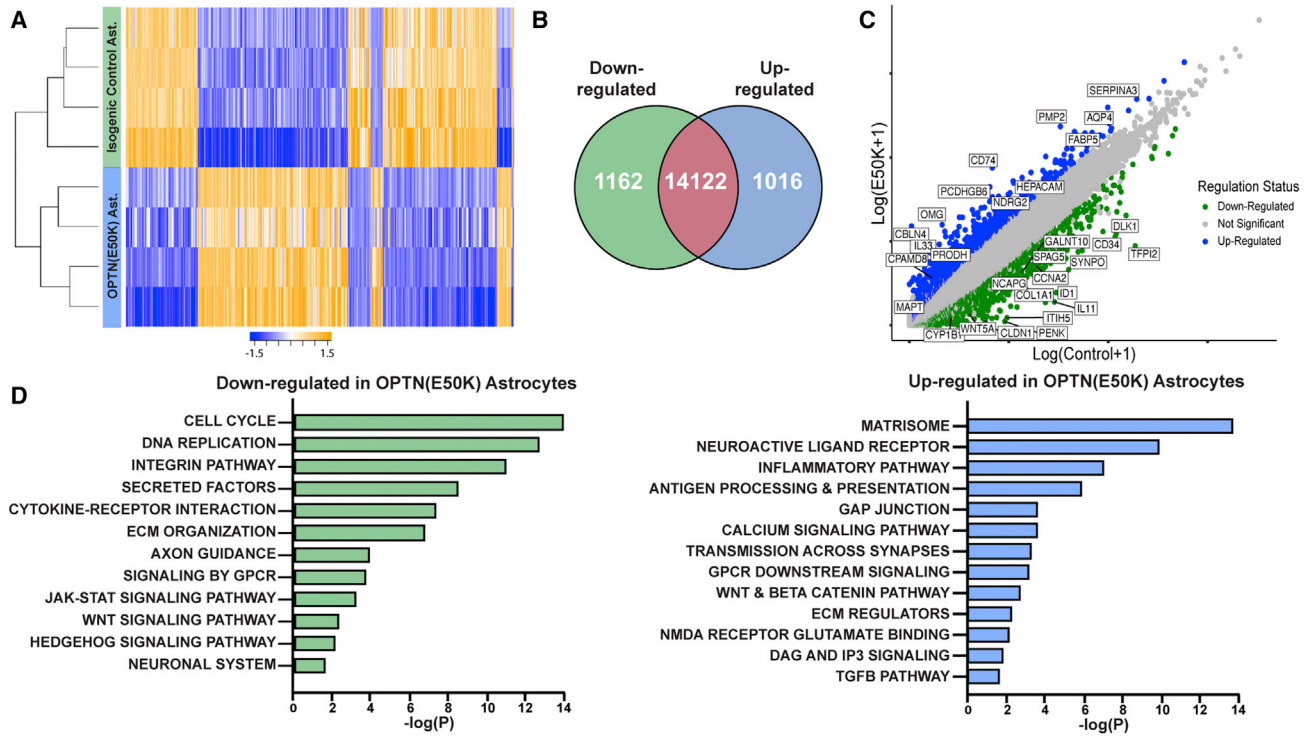 A
Isogenic Control Ast.
OPTN(E50K) Ast.
-1.5
1.5
B
Down-
regulated
Up-
regulated
1162
14122
1016
C
Log(E50K+1)
Log(Control+1)
SERPINA3
PMP2
AQP4
FABP5
CD74
HEPACAM
PCDHGB6
NDRG2
OMG
CBLN4
IL33
CPAMD8
PRODH
MAPT
DLK1
GALNT10
CD34
TFPI2
SPAG5
SYNPO
CCNA2
NCAPG
COL1A1
ID1
IL11
ITIH5
WNT5A
CYP1B1
CLDN1
PENK
Regulation Status
Down-Regulated
Not Significant
Up-Regulated
D
Down-regulated in OPTN(E50K) Astrocytes
CELL CYCLE
DNA REPLICATION
INTEGRIN PATHWAY
SECRETED FACTORS
CYTOKINE-RECEPTOR INTERACTION
ECM ORGANIZATION
AXON GUIDANCE
SIGNALING BY GPCR
JAK-STAT SIGNALING PATHWAY
WNT SIGNALING PATHWAY
HEDGEHOG SIGNALING PATHWAY
NEURONAL SYSTEM
0 2 4 6 8 10 12 14
-log(P)
Up-regulated in OPTN(E50K) Astrocytes
MATRISOME
NEUROACTIVE LIGAND RECEPTOR
INFLAMMATORY PATHWAY
ANTIGEN PROCESSING & PRESENTATION
GAP JUNCTION
CALCIUM SIGNALING PATHWAY
TRANSMISSION ACROSS SYNAPSES
GPCR DOWNSTREAM SIGNALING
WNT & BETA CATENIN PATHWAY
ECM REGULATORS
NMDA RECEPTOR GLUTAMATE BINDING
DAG AND IP3 SIGNALING
TGFB PATHWAY
0 2 4 6 8 10 12 14
-log(P)